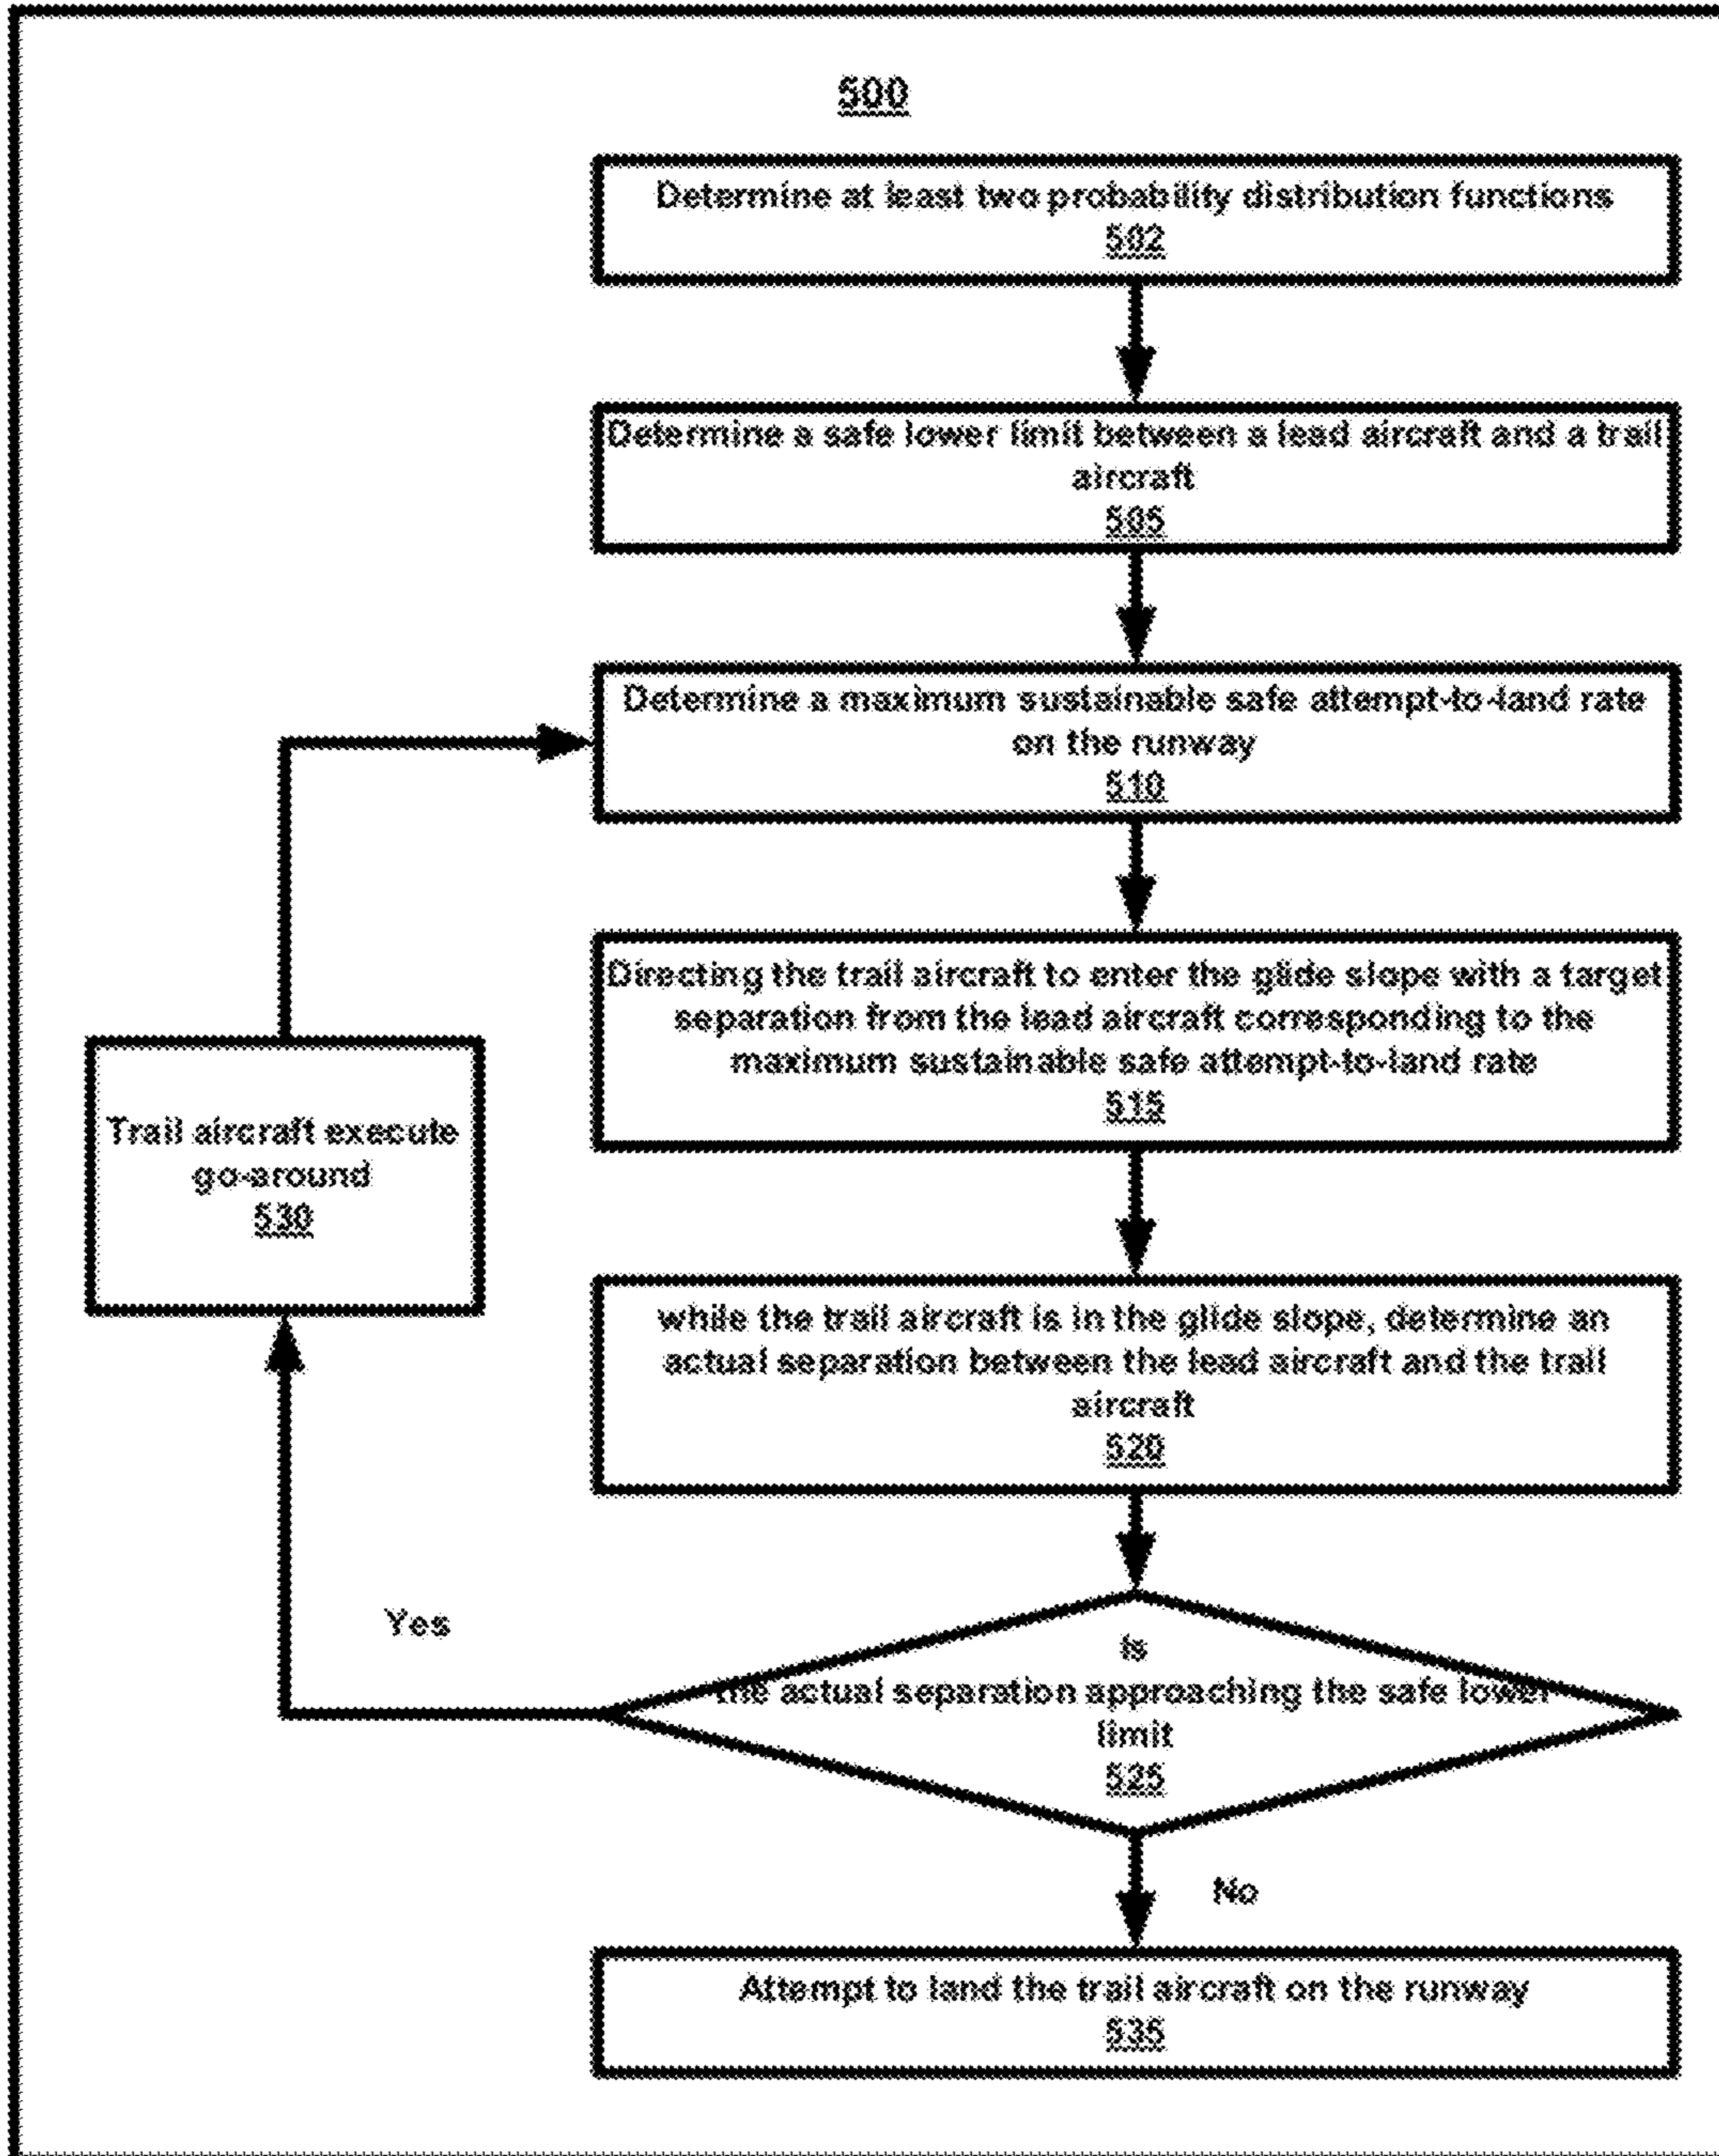 500
Determine at least two probability distribution functions
502
Determine a safe lower limit between a lead aircraft and a trail
aircraft
505
Determine a maximum sustainable safe attempt-to-land rate
on the runway
510
Directing the trail aircraft to enter the glide slope with a target
separation from the lead aircraft corresponding to the
maximum sustainable safe attempt-to-land rate
515
Trail aircraft execute
go-around
530
while the trail aircraft is in the glide slope, determine an
actual separation between the lead aircraft and the trail
aircraft
520
Yes
is
the actual separation approaching the safe lower
limit
525
No
Attempt to land the trail aircraft on the runway
535